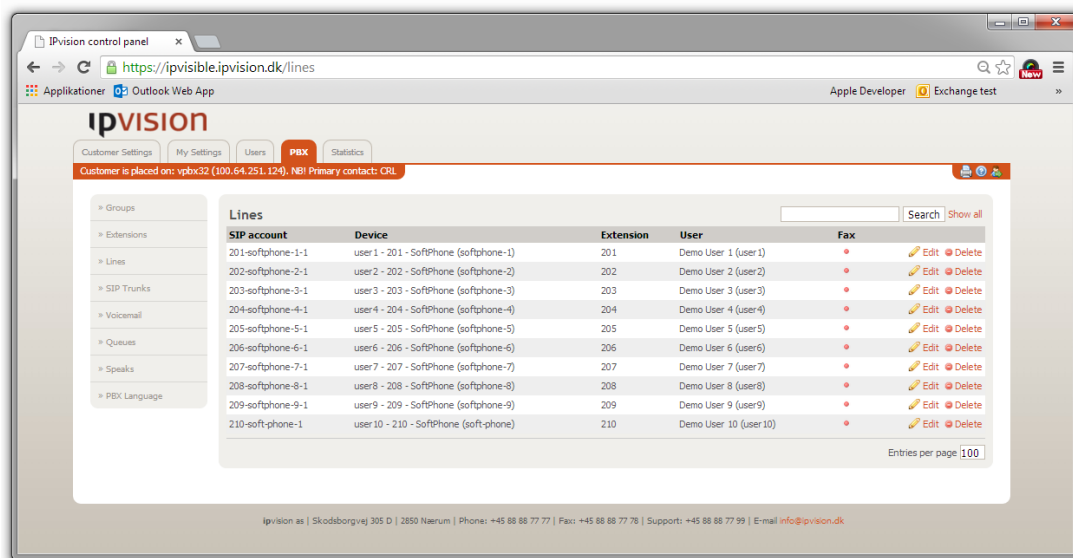 IPvision control panel
https://ipvisible.ipvision.dk/lines
New
Applikationer Outlook Web App Apple Developer Exchange test »
ipvision
Customer Settings My Settings Users PBX Statistics
Customer is placed on: vpbx32 (100.64.251.124). NB! Primary contact: CRL
» Groups
» Extensions
» Lines
» SIP Trunks
» Voicemail
» Queues
» Speaks
» PBX Language
Lines Search Show all
SIP account Device Extension User Fax
201-softphone-1-1 user1 - 201 - SoftPhone (softphone-1) 201 Demo User 1 (user1) Edit Delete
202-softphone-2-1 user2 - 202 - SoftPhone (softphone-2) 202 Demo User 2 (user2) Edit Delete
203-softphone-3-1 user3 - 203 - SoftPhone (softphone-3) 203 Demo User 3 (user3) Edit Delete
204-softphone-4-1 user4 - 204 - SoftPhone (softphone-4) 204 Demo User 4 (user4) Edit Delete
205-softphone-5-1 user5 - 205 - SoftPhone (softphone-5) 205 Demo User 5 (user5) Edit Delete
206-softphone-6-1 user6 - 206 - SoftPhone (softphone-6) 206 Demo User 6 (user6) Edit Delete
207-softphone-7-1 user7 - 207 - SoftPhone (softphone-7) 207 Demo User 7 (user7) Edit Delete
208-softphone-8-1 user8 - 208 - SoftPhone (softphone-8) 208 Demo User 8 (user8) Edit Delete
209-softphone-9-1 user9 - 209 - SoftPhone (softphone-9) 209 Demo User 9 (user9) Edit Delete
210-soft-phone-1 user10 - 210 - SoftPhone (soft-phone) 210 Demo User 10 (user10) Edit Delete
Entries per page 100
ipvision as | Skodsborgvej 305 D | 2850 Nærum | Phone: +45 88 88 77 77 | Fax: +45 88 88 77 78 | Support: +45 88 88 77 99 | E-mail info@ipvision.dk